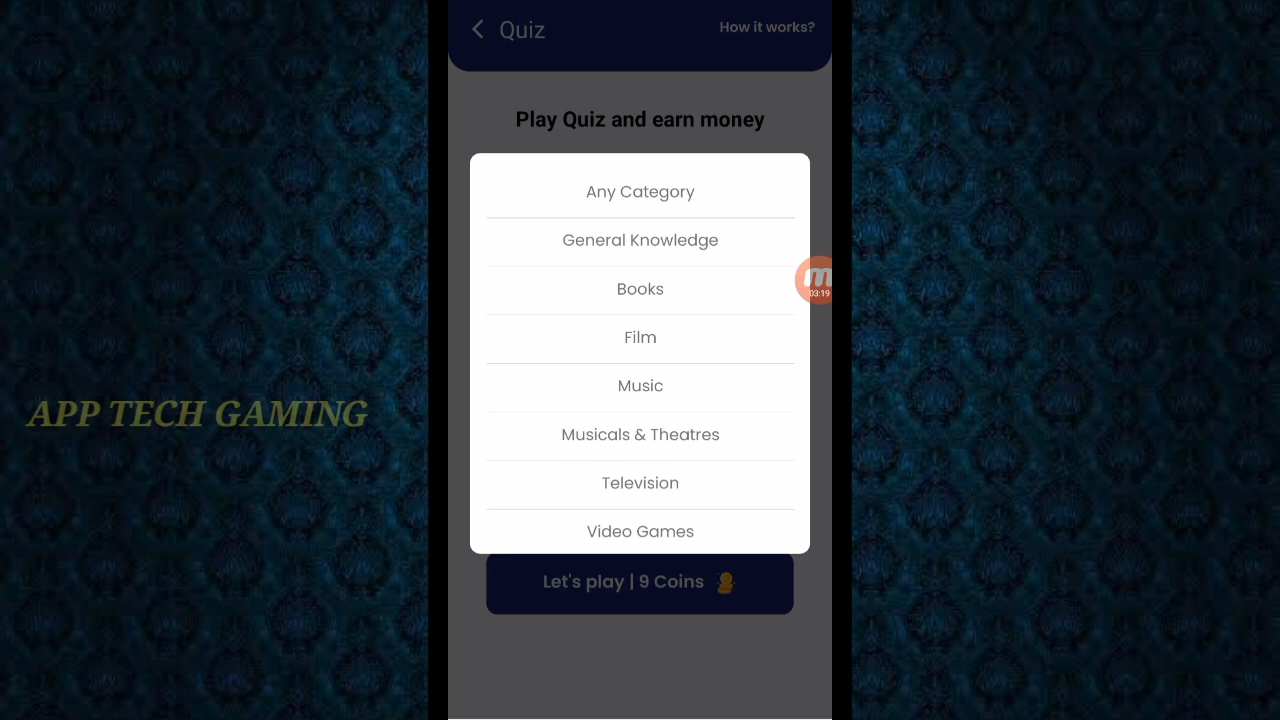 Quiz
How it works?
Play Quiz and earn money
Any Category
General Knowledge
Books
Film
m
03:19
Music
APP TECH GAMING
Musicals & Theatres
Television
Video Games
Let's play | 9 Coins